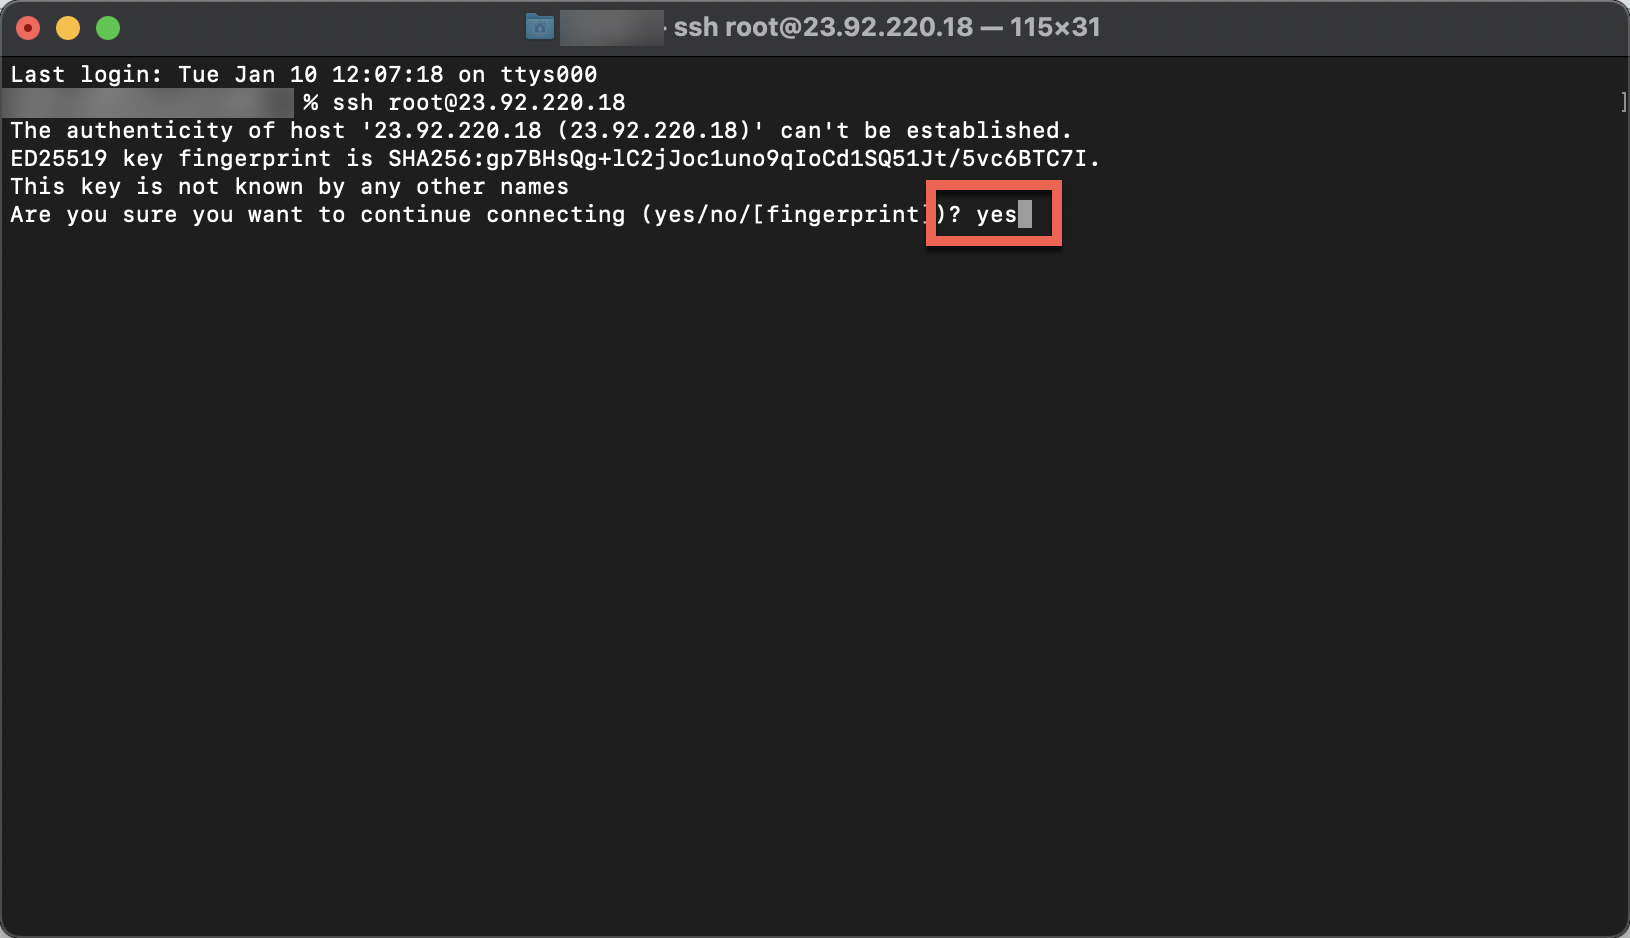 ssh root@23.92.220.18 — 115×31
Last login: Tue Jan 10 12:07:18 on ttys000
% ssh root@23.92.220.18
The authenticity of host '23.92.220.18 (23.92.220.18)' can't be established.
ED25519 key fingerprint is SHA256:gp7BHsQg+lC2jJoc1uno9qIoCd1SQ51Jt/5vc6BTC7I.
This key is not known by any other names
Are you sure you want to continue connecting (yes/no/[fingerprint])? yes